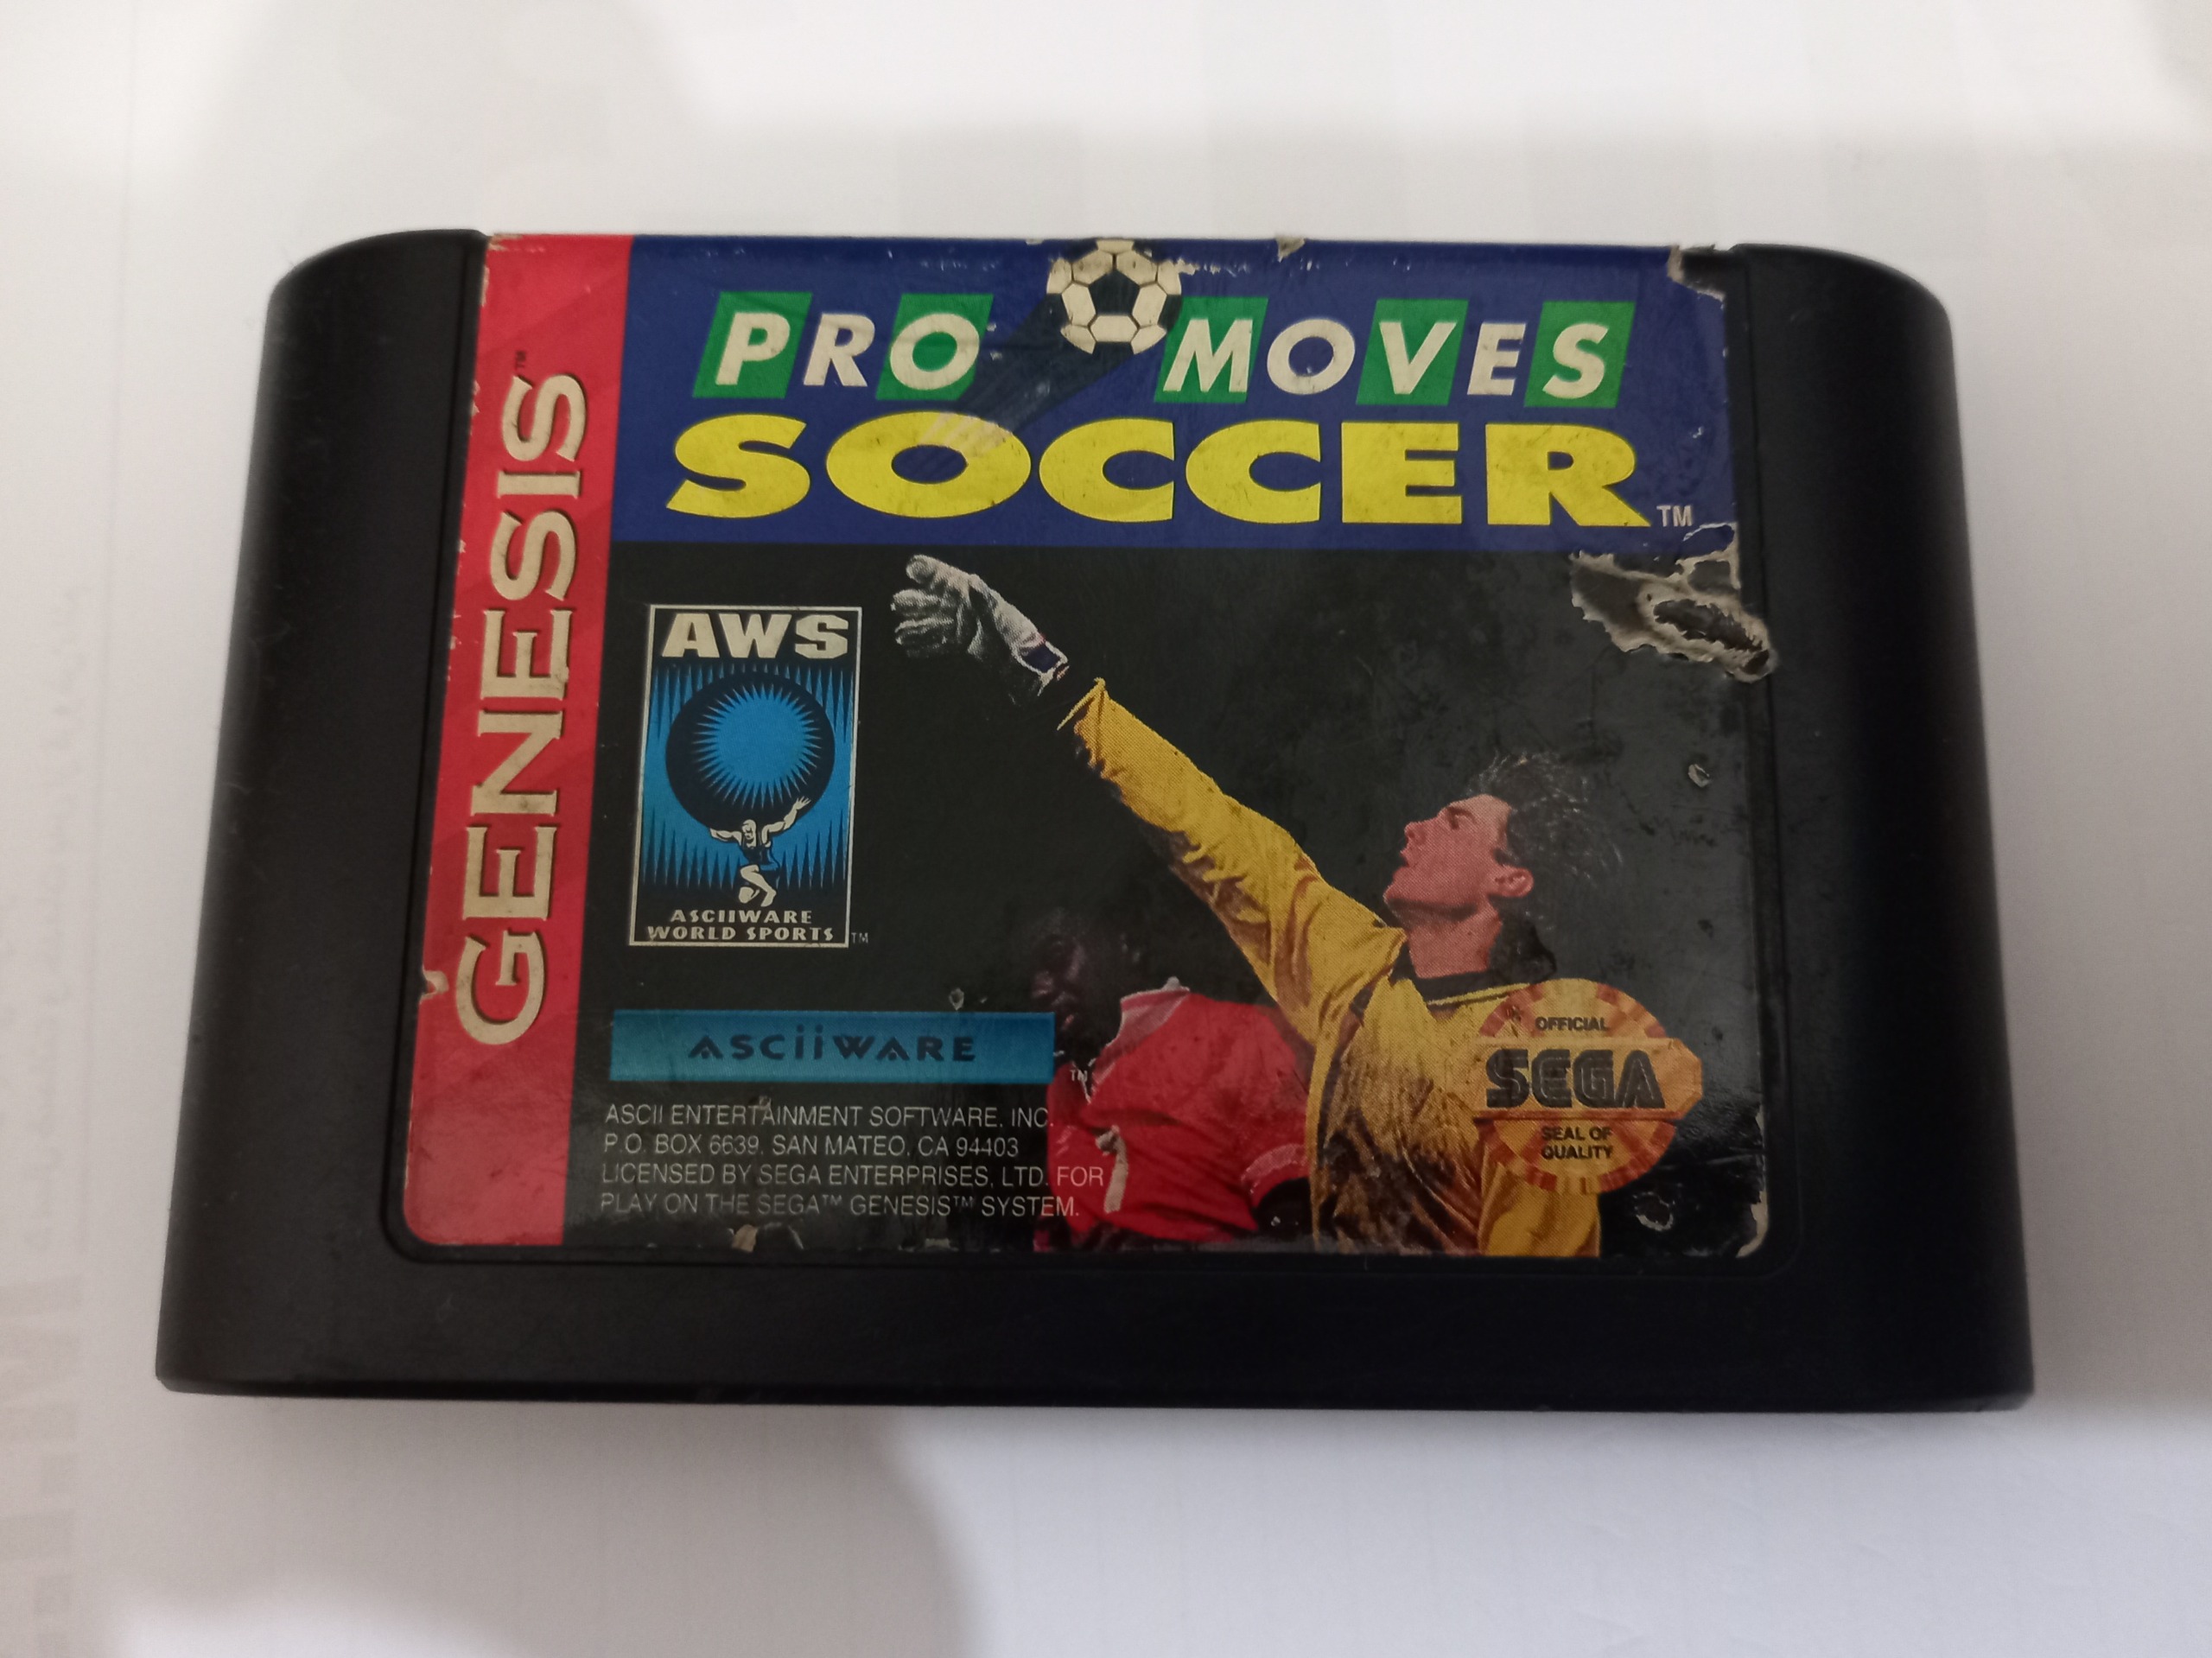 GENESIS™
PRO MOVES
SOCCER™
AWS
ASCIIWARE
WORLD SPORTS™
ASCIIWARE™
ASCII ENTERTAINMENT SOFTWARE, INC.
P.O. BOX 6639, SAN MATEO, CA 94403
LICENSED BY SEGA ENTERPRISES, LTD. FOR
PLAY ON THE SEGA™ GENESIS™ SYSTEM.
OFFICIAL
SEGA
SEAL OF
QUALITY